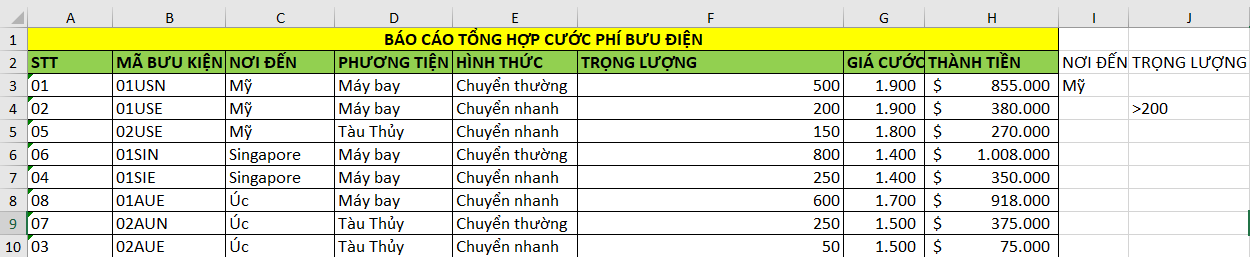 A B C D E F G H I J
1 BÁO CÁO TỔNG HỢP CƯỚC PHÍ BƯU ĐIỆN
2 STT MÃ BƯU KIỆN NƠI ĐẾN PHƯƠNG TIỆN HÌNH THỨC TRỌNG LƯỢNG GIÁ CƯỚC THÀNH TIỀN NƠI ĐẾN TRỌNG LƯỢNG
3 01 01USN Mỹ Máy bay Chuyển thường 500 1.900 $ 855.000 Mỹ
4 02 01USE Mỹ Máy bay Chuyển nhanh 200 1.900 $ 380.000 >200
5 05 02USE Mỹ Tàu Thủy Chuyển nhanh 150 1.800 $ 270.000
6 06 01SIN Singapore Máy bay Chuyển thường 800 1.400 $ 1.008.000
7 04 01SIE Singapore Máy bay Chuyển nhanh 250 1.400 $ 350.000
8 08 01AUE Úc Máy bay Chuyển nhanh 600 1.700 $ 918.000
9 07 02AUN Úc Tàu Thủy Chuyển thường 250 1.500 $ 375.000
10 03 02AUE Úc Tàu Thủy Chuyển nhanh 50 1.500 $ 75.000